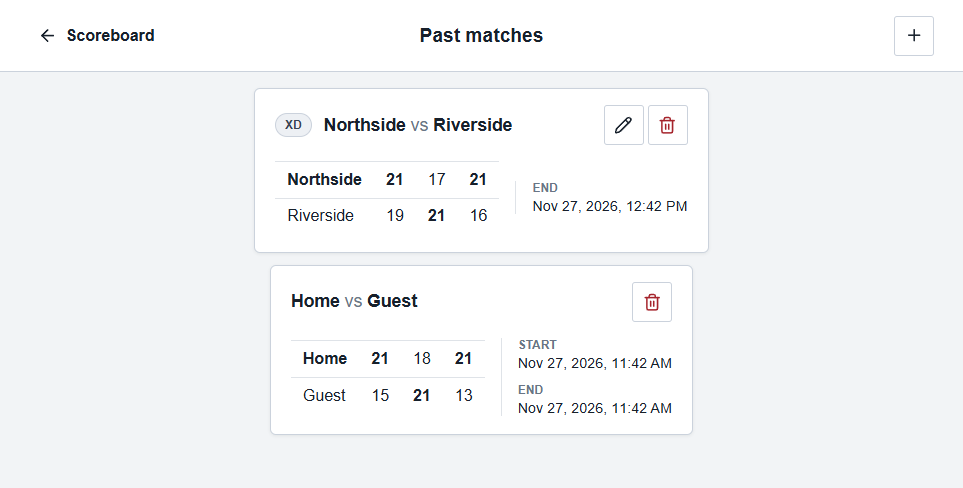 Scoreboard
Past matches
XD Northside vs Riverside
Northside 21 17 21
Riverside 19 21 16
END
Nov 27, 2026, 12:42 PM
Home vs Guest
Home 21 18 21
Guest 15 21 13
START
Nov 27, 2026, 11:42 AM
END
Nov 27, 2026, 11:42 AM